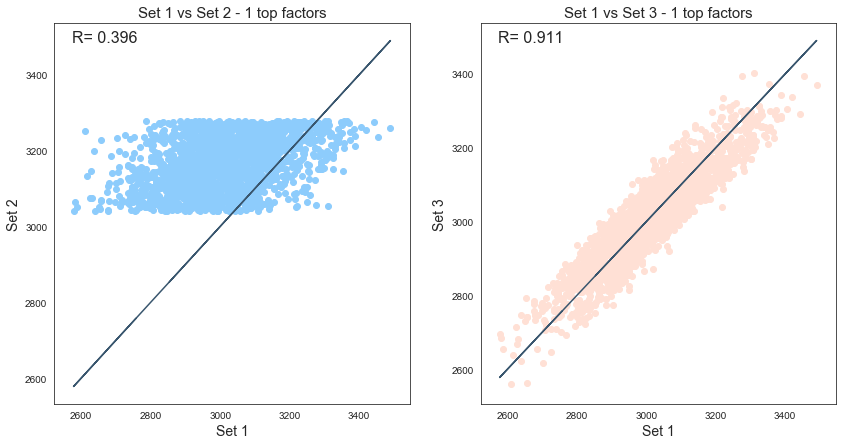 Set 1 vs Set 2 - 1 top factors
R= 0.396
3400
3200
3000
2800
2600
Set 2
2600 2800 3000 3200 3400
Set 1
Set 1 vs Set 3 - 1 top factors
R= 0.911
3400
3200
3000
2800
2600
Set 3
2600 2800 3000 3200 3400
Set 1